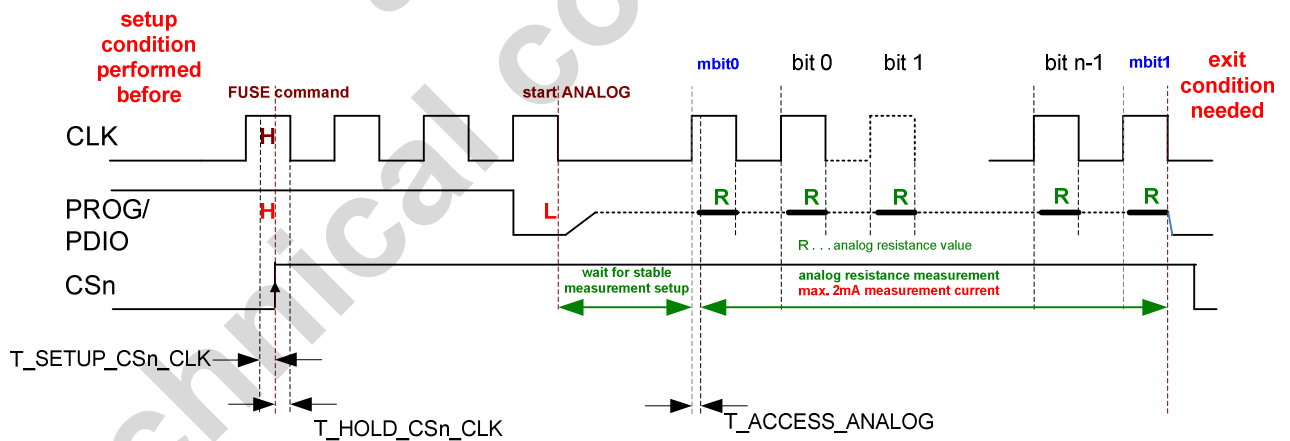 setup
condition
performed
before
FUSE command
start ANALOG
mbit0
bit 0
bit 1
bit n-1
mbit1
exit
condition
needed
CLK
H
PROG/
PDIO
H
L
R
R
R
R
R
R . . . analog resistance value
CSn
wait for stable
measurement setup
analog resistance measurement
max. 2mA measurement current
T_SETUP_CSn_CLK
T_HOLD_CSn_CLK
T_ACCESS_ANALOG